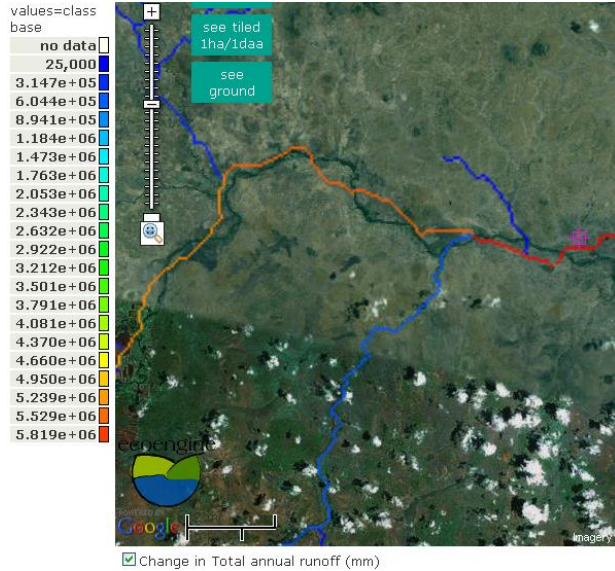 values=class
base
no data
25,000
3.147e+05
6.044e+05
8.941e+05
1.184e+06
1.473e+06
1.763e+06
2.053e+06
2.343e+06
2.632e+06
2.922e+06
3.212e+06
3.501e+06
3.791e+06
4.081e+06
4.370e+06
4.660e+06
4.950e+06
5.239e+06
5.529e+06
5.819e+06
see tiled
1ha/1daa
see
ground
ecoengine
POWERED BY
Google
Imagery
Change in Total annual runoff (mm)